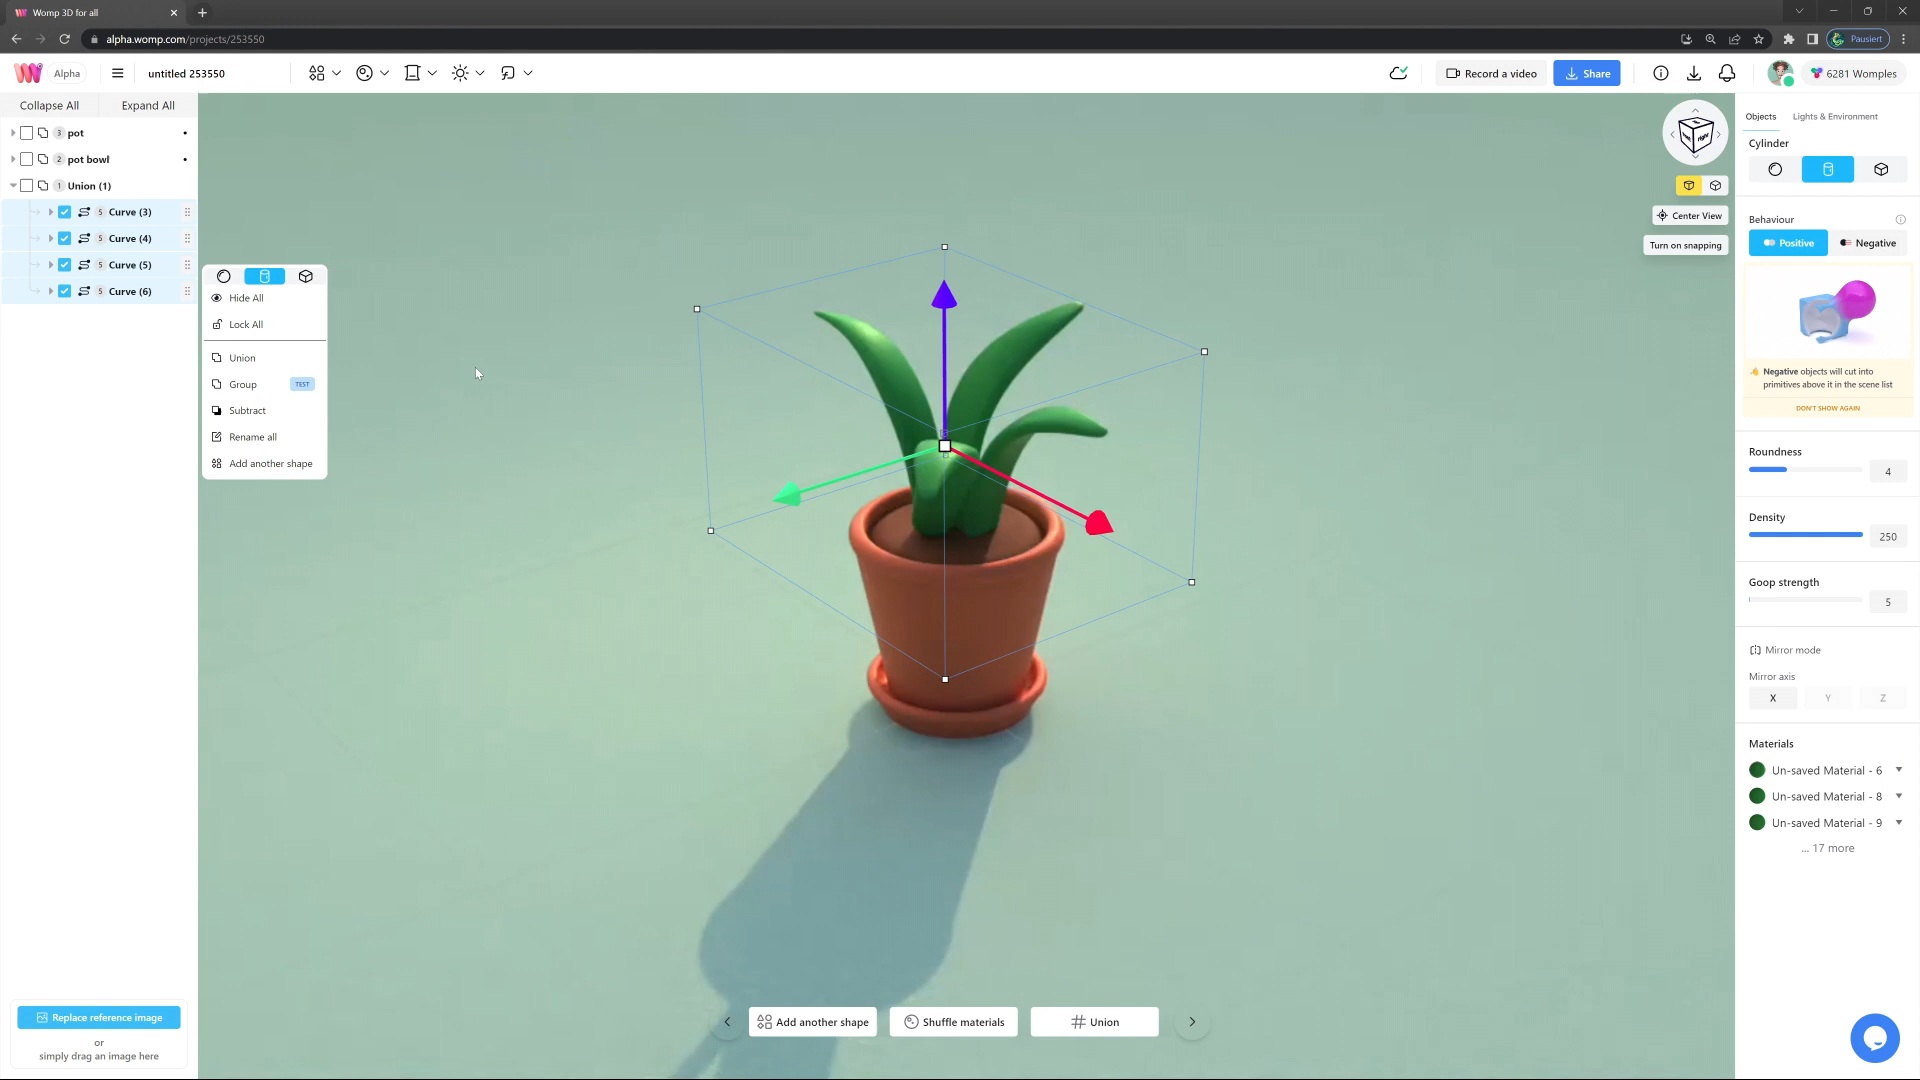 Womp 3D for all
alpha.womp.com/projects/253550
Pausiert
Alpha
untitled 253550
Record a video
Share
6281 Womples
Collapse All
Expand All
3 pot
2 pot bowl
1 Union (1)
5 Curve (3)
5 Curve (4)
5 Curve (5)
5 Curve (6)
Hide All
Lock All
Union
Group TEST
Subtract
Rename all
Add another shape
Replace reference image
or
simply drag an image here
right
Center View
Turn on snapping
Add another shape
Shuffle materials
Union
Objects
Lights & Environment
Cylinder
Behaviour
Positive
Negative
Negative objects will cut into
primitives above it in the scene list
DON'T SHOW AGAIN
Roundness
4
Density
250
Goop strength
5
Mirror mode
Mirror axis
X
Y
Z
Materials
Un-saved Material - 6
Un-saved Material - 8
Un-saved Material - 9
... 17 more